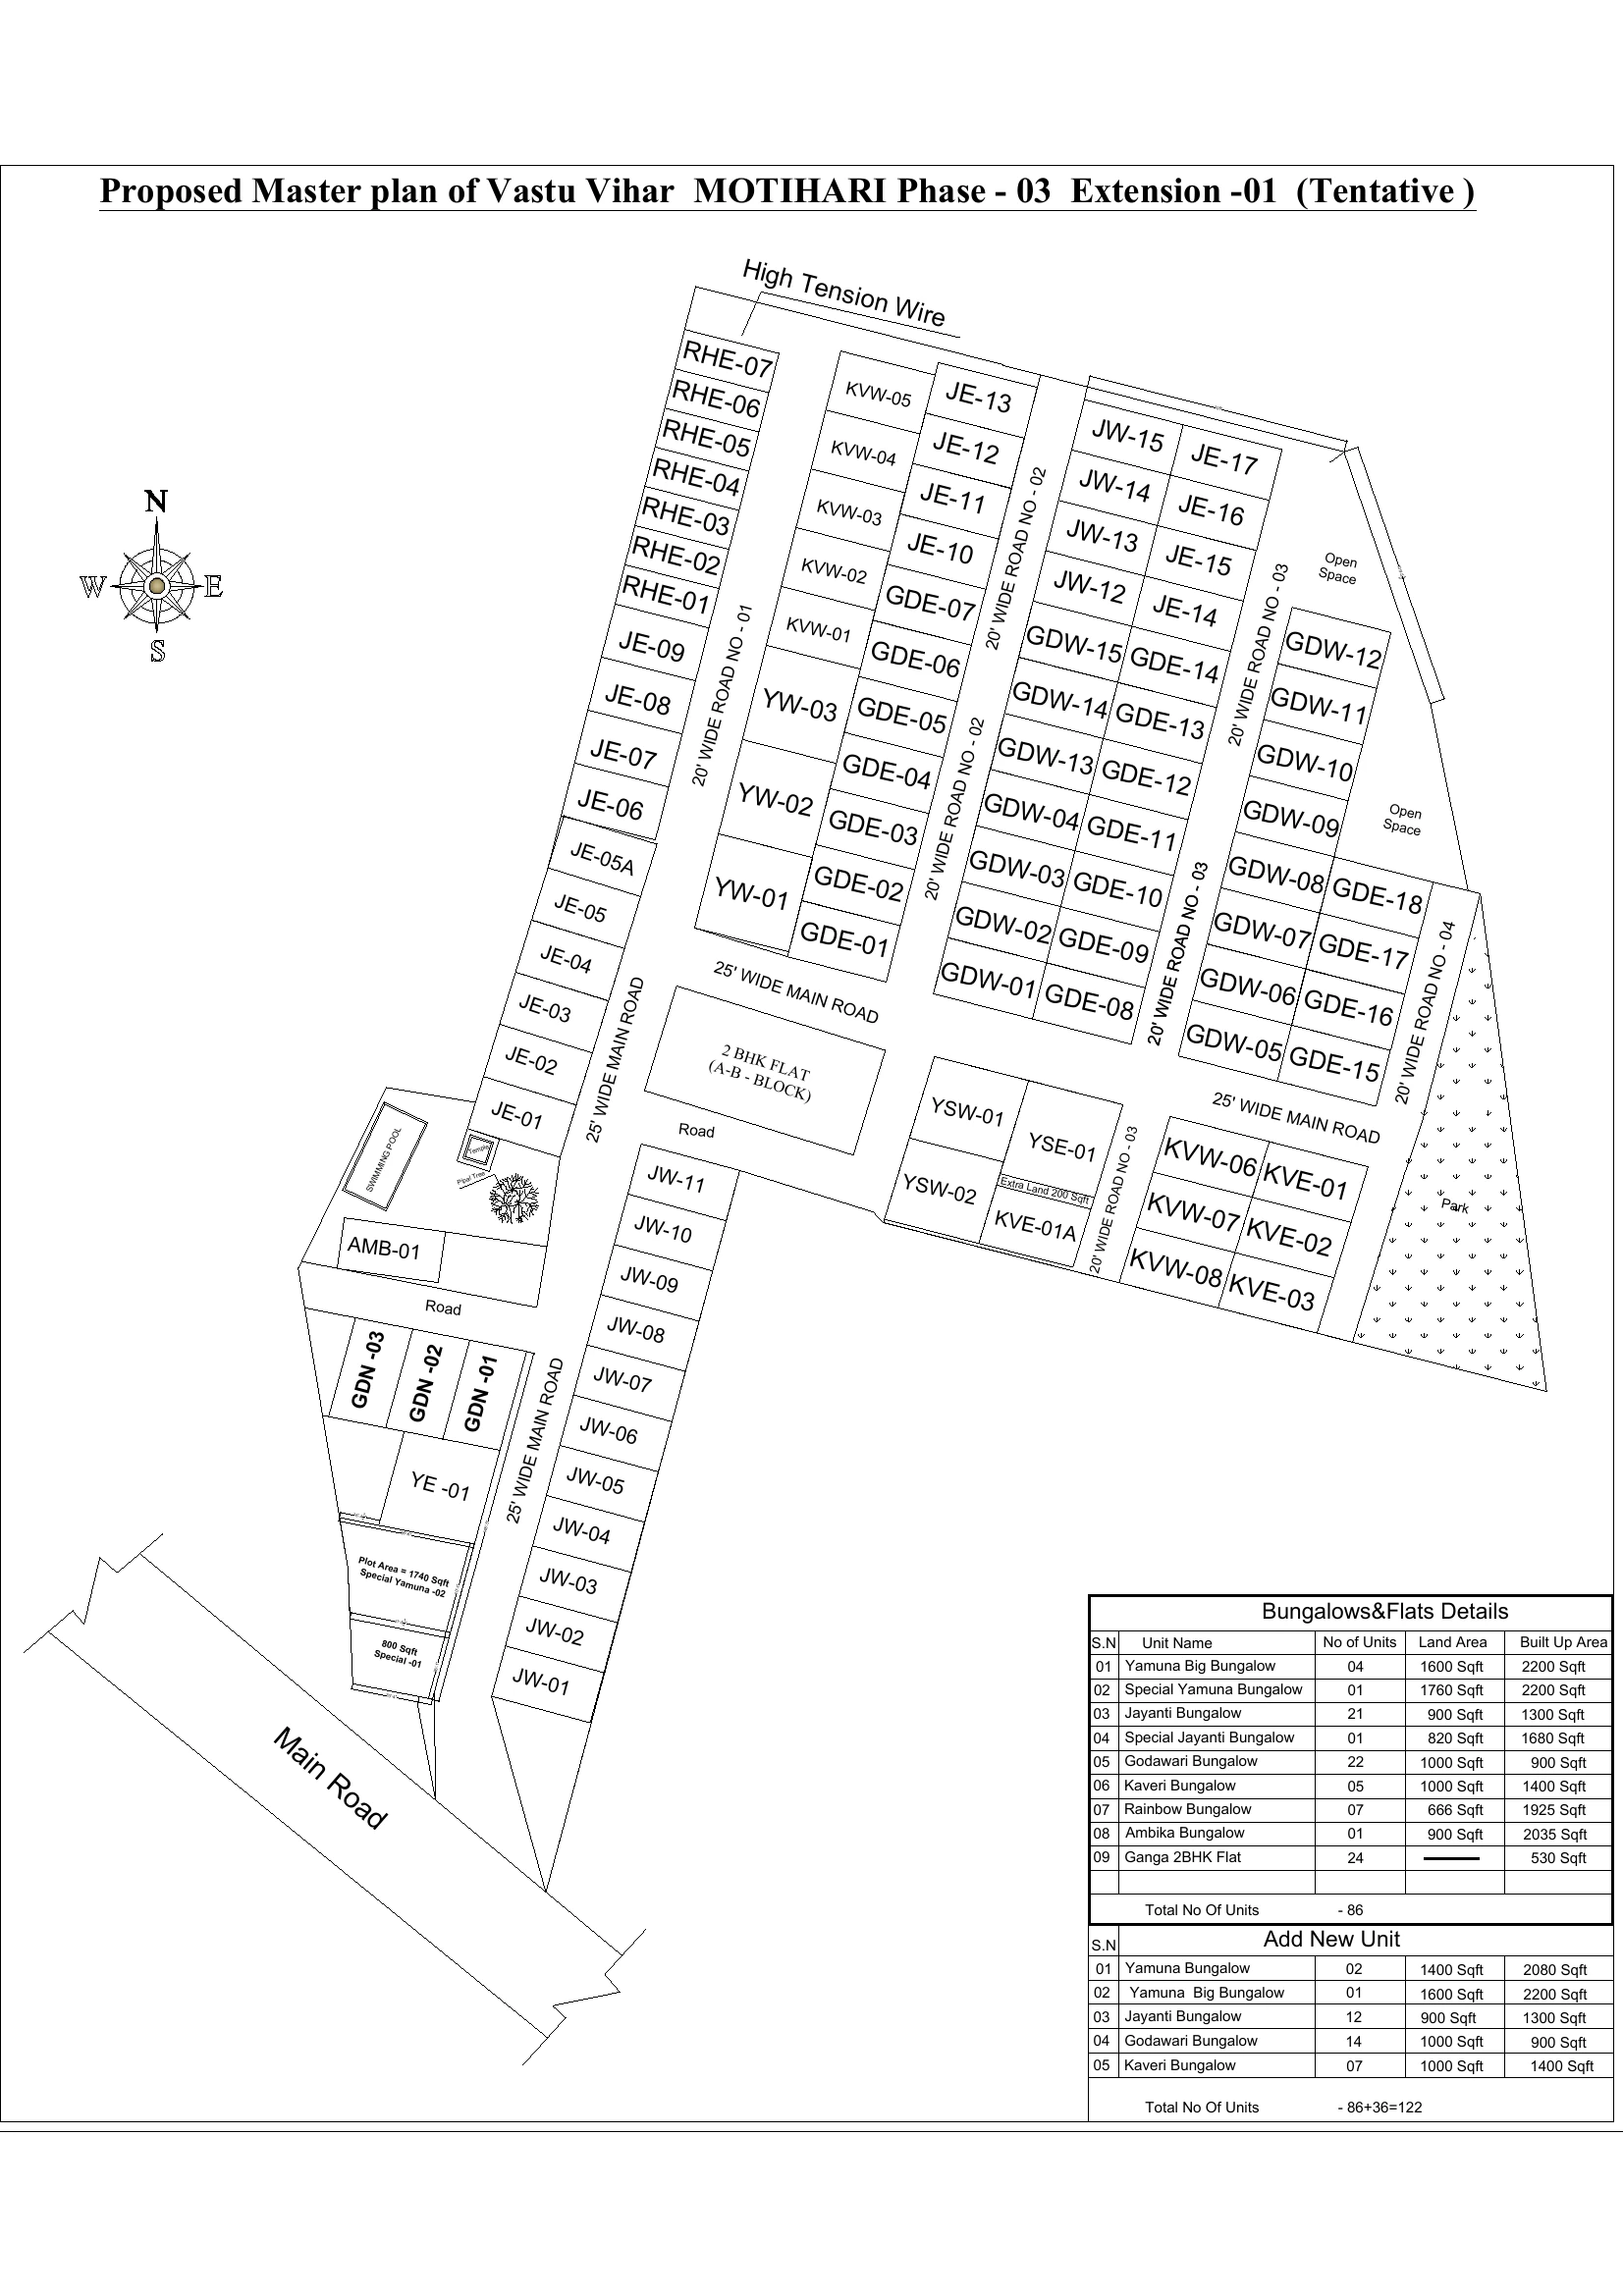 Proposed Master plan of Vastu Vihar MOTIHARI Phase - 03 Extension -01 (Tentative )
High Tension Wire
N
W
E
S
RHE-07
RHE-06
RHE-05
RHE-04
RHE-03
RHE-02
RHE-01
JE-09
JE-08
JE-07
JE-06
JE-05A
JE-05
JE-04
JE-03
JE-02
JE-01
20' WIDE ROAD NO - 01
KVW-05
KVW-04
KVW-03
KVW-02
KVW-01
YW-03
YW-02
YW-01
JE-13
JE-12
JE-11
JE-10
GDE-07
GDE-06
GDE-05
GDE-04
GDE-03
GDE-02
GDE-01
20' WIDE ROAD NO - 02
20' WIDE ROAD NO - 02
JW-15
JW-14
JW-13
JW-12
GDW-15
GDW-14
GDW-13
GDW-04
GDW-03
GDW-02
GDW-01
JE-17
JE-16
JE-15
JE-14
GDE-14
GDE-13
GDE-12
GDE-11
GDE-10
GDE-09
GDE-08
20' WIDE ROAD NO - 03
20' WIDE ROAD NO - 03
Open
Space
GDW-12
GDW-11
GDW-10
GDW-09
GDW-08
GDW-07
GDW-06
GDW-05
Open
Space
GDE-18
GDE-17
GDE-16
GDE-15
20' WIDE ROAD NO - 04
Park
25' WIDE MAIN ROAD
25' WIDE MAIN ROAD
25' WIDE MAIN ROAD
2 BHK FLAT
(A-B - BLOCK)
Road
YSW-01
YSW-02
YSE-01
Extra Land 200 Sqft
KVE-01A
20' WIDE ROAD NO - 03
KVW-06
KVW-07
KVW-08
KVE-01
KVE-02
KVE-03
SWIMMING POOL
Temple
Pipal Tree
AMB-01
Road
GDN -03
GDN -02
GDN -01
YE -01
Plot Area = 1740 Sqft
Special Yamuna -02
800 Sqft
Special -01
25' WIDE MAIN ROAD
JW-11
JW-10
JW-09
JW-08
JW-07
JW-06
JW-05
JW-04
JW-03
JW-02
JW-01
Main Road
Bungalows&Flats Details
S.N Unit Name No of Units Land Area Built Up Area
01 Yamuna Big Bungalow 04 1600 Sqft 2200 Sqft
02 Special Yamuna Bungalow 01 1760 Sqft 2200 Sqft
03 Jayanti Bungalow 21 900 Sqft 1300 Sqft
04 Special Jayanti Bungalow 01 820 Sqft 1680 Sqft
05 Godawari Bungalow 22 1000 Sqft 900 Sqft
06 Kaveri Bungalow 05 1000 Sqft 1400 Sqft
07 Rainbow Bungalow 07 666 Sqft 1925 Sqft
08 Ambika Bungalow 01 900 Sqft 2035 Sqft
09 Ganga 2BHK Flat 24 530 Sqft
Total No Of Units - 86
S.N Add New Unit
01 Yamuna Bungalow 02 1400 Sqft 2080 Sqft
02 Yamuna Big Bungalow 01 1600 Sqft 2200 Sqft
03 Jayanti Bungalow 12 900 Sqft 1300 Sqft
04 Godawari Bungalow 14 1000 Sqft 900 Sqft
05 Kaveri Bungalow 07 1000 Sqft 1400 Sqft
Total No Of Units - 86+36=122